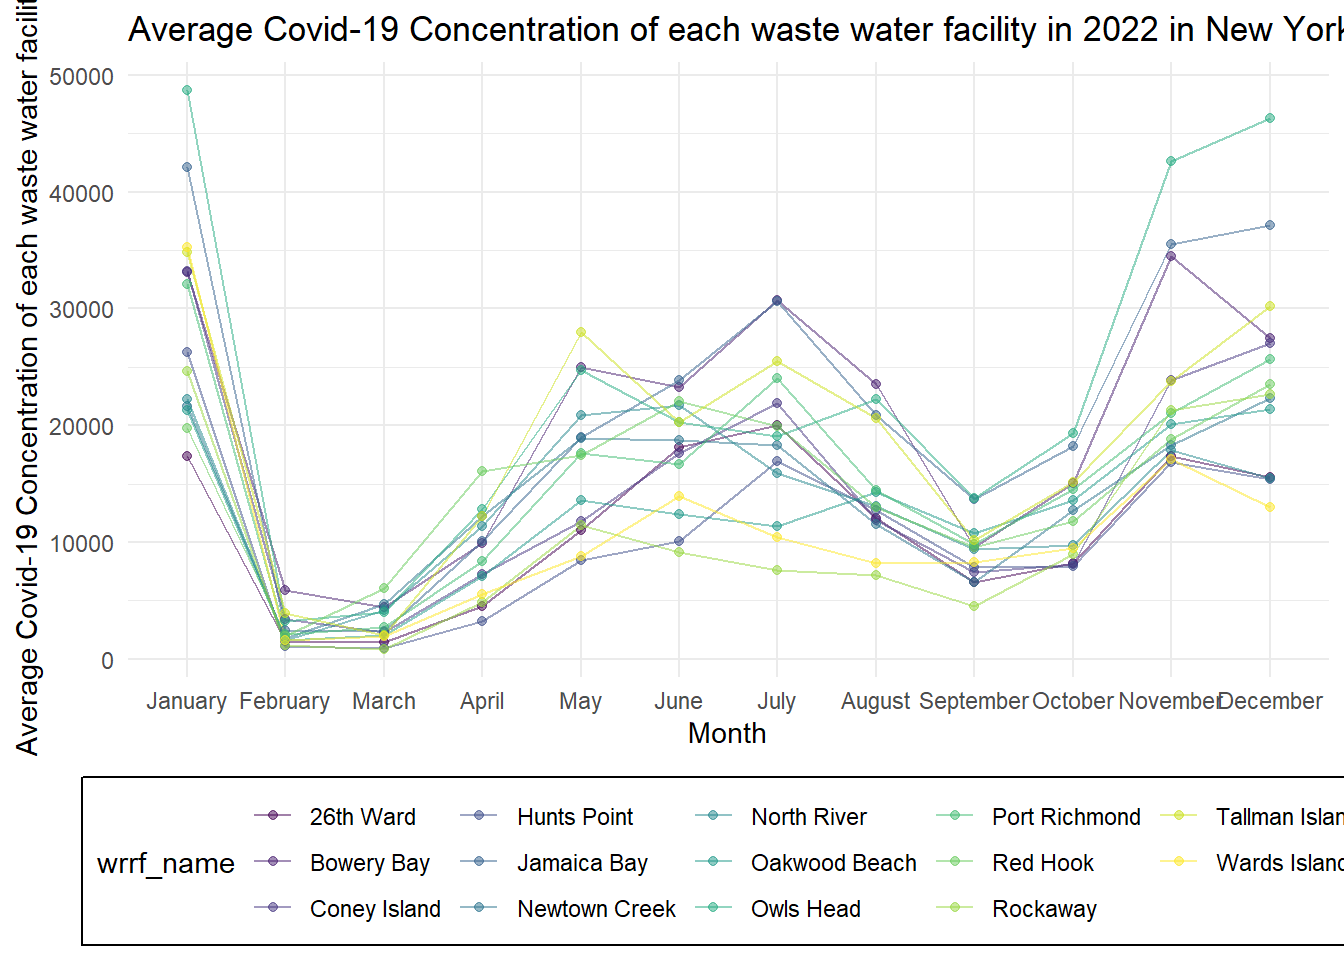 Average Covid-19 Concentration of each waste water facility in 2022 in New York
Average Covid-19 Concentration of each waste water facilit
50000
40000
30000
20000
10000
0
January February March April May June July August September October November December
Month
wrrf_name
26th Ward Hunts Point North River Port Richmond Tallman Islan
Bowery Bay Jamaica Bay Oakwood Beach Red Hook Wards Island
Coney Island Newtown Creek Owls Head Rockaway